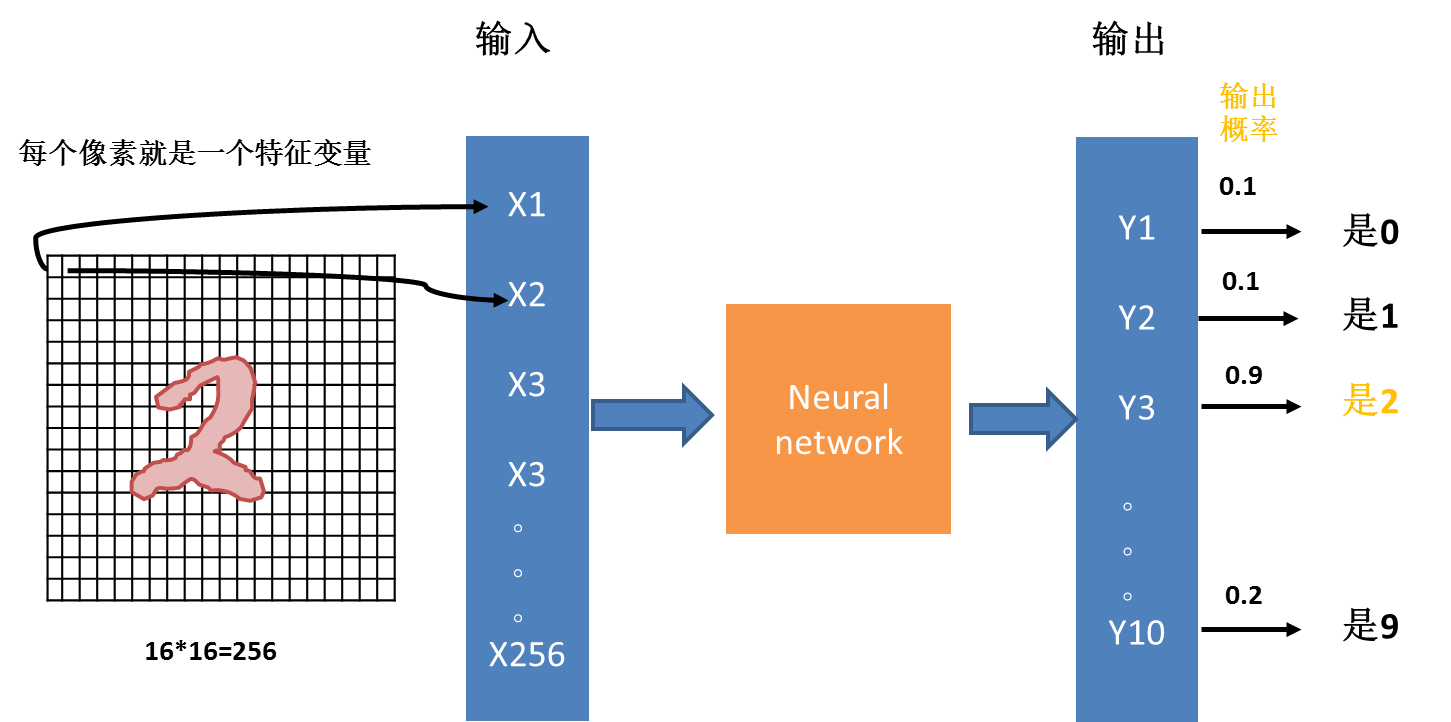 输入
输出
输出
概率
每个像素就是一个特征变量
X1
X2
X3
X3
。
。
。
X256
16*16=256
Neural
network
Y1
Y2
Y3
。
。
。
Y10
0.1
是0
0.1
是1
0.9
是2
0.2
是9
2